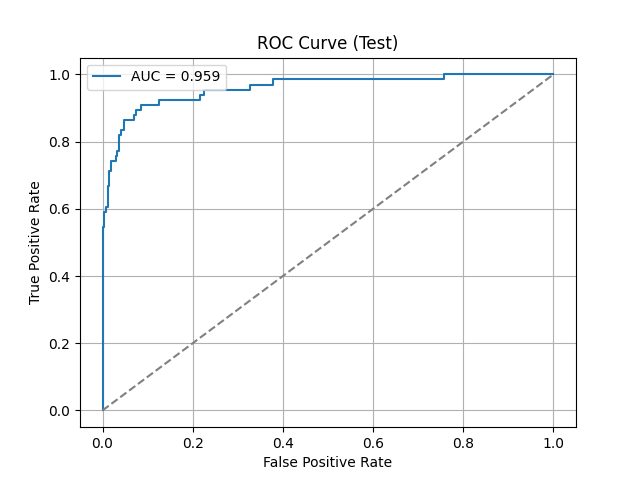 ROC Curve (Test)
AUC = 0.959
1.0
0.8
0.6
0.4
0.2
0.0
True Positive Rate
0.0 0.2 0.4 0.6 0.8 1.0
False Positive Rate